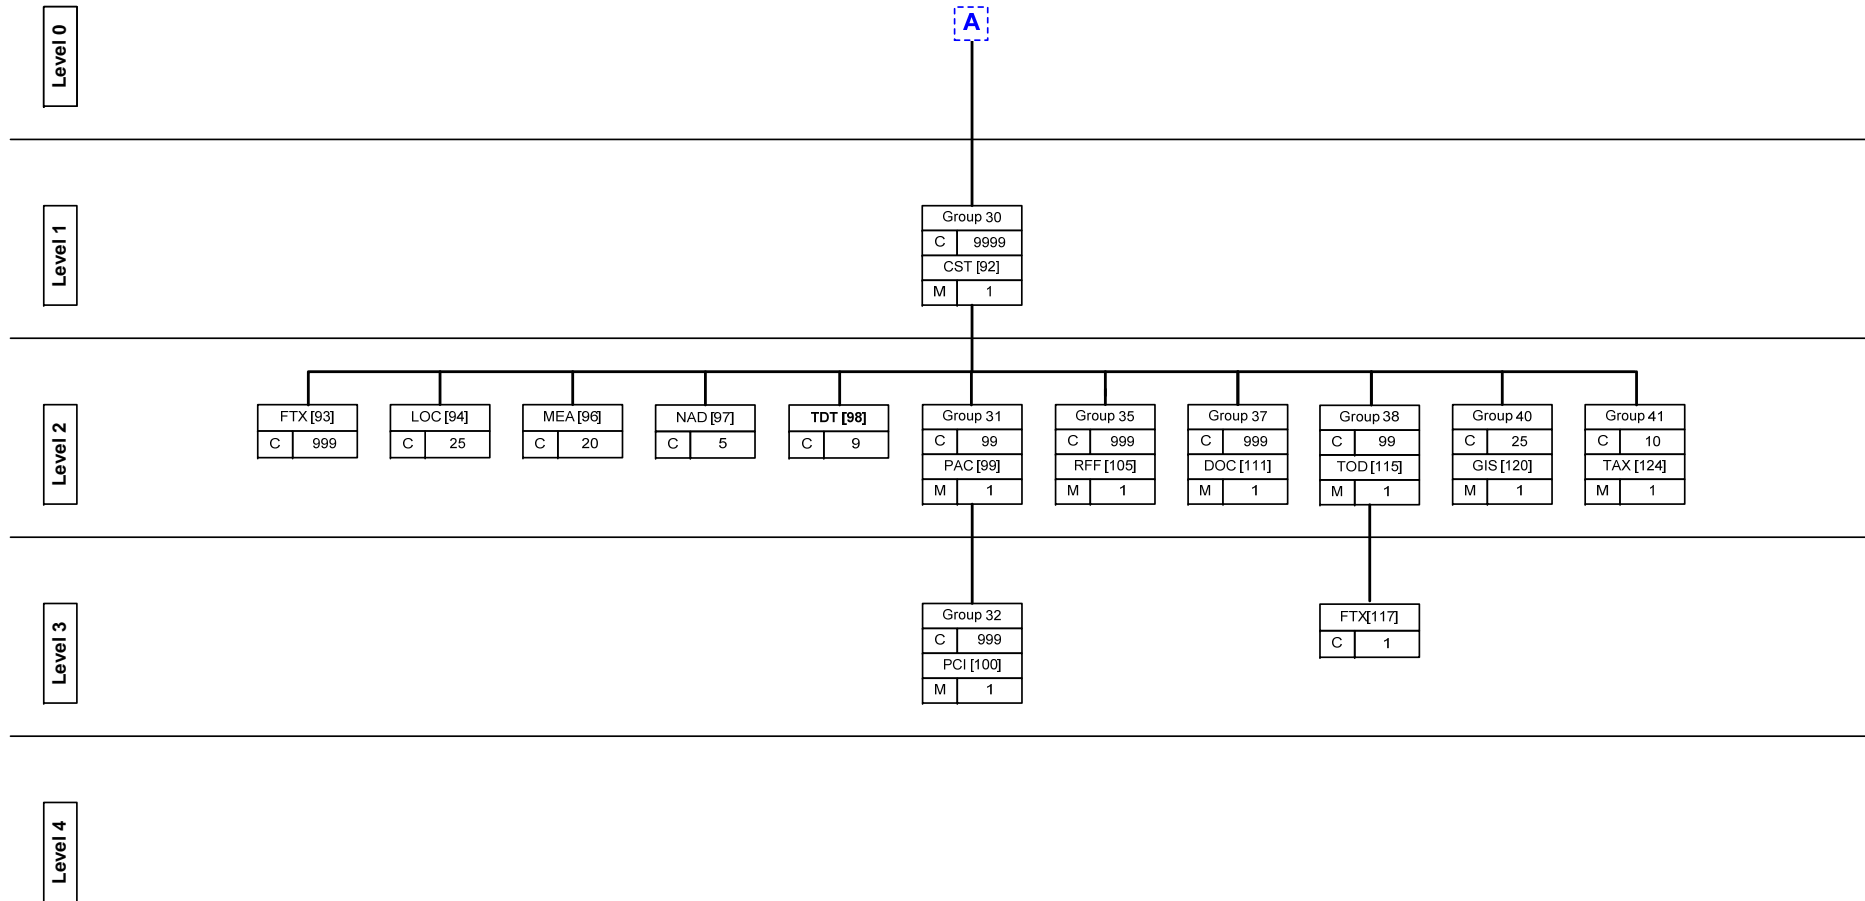 Level 0
A
Level 1
Group 30
C 9999
CST [92]
M 1
Level 2
FTX [93] LOC [94] MEA [96] NAD [97] TDT [98] Group 31 Group 35 Group 37 Group 38 Group 40 Group 41
C 999 C 25 C 20 C 5 C 9 C 99 C 999 C 999 C 99 C 25 C 10
PAC [99] RFF [105] DOC [111] TOD [115] GIS [120] TAX [124]
M 1 M 1 M 1 M 1 M 1 M 1
Level 3
Group 32 FTX[117]
C 999 C 1
PCI [100]
M 1
Level 4